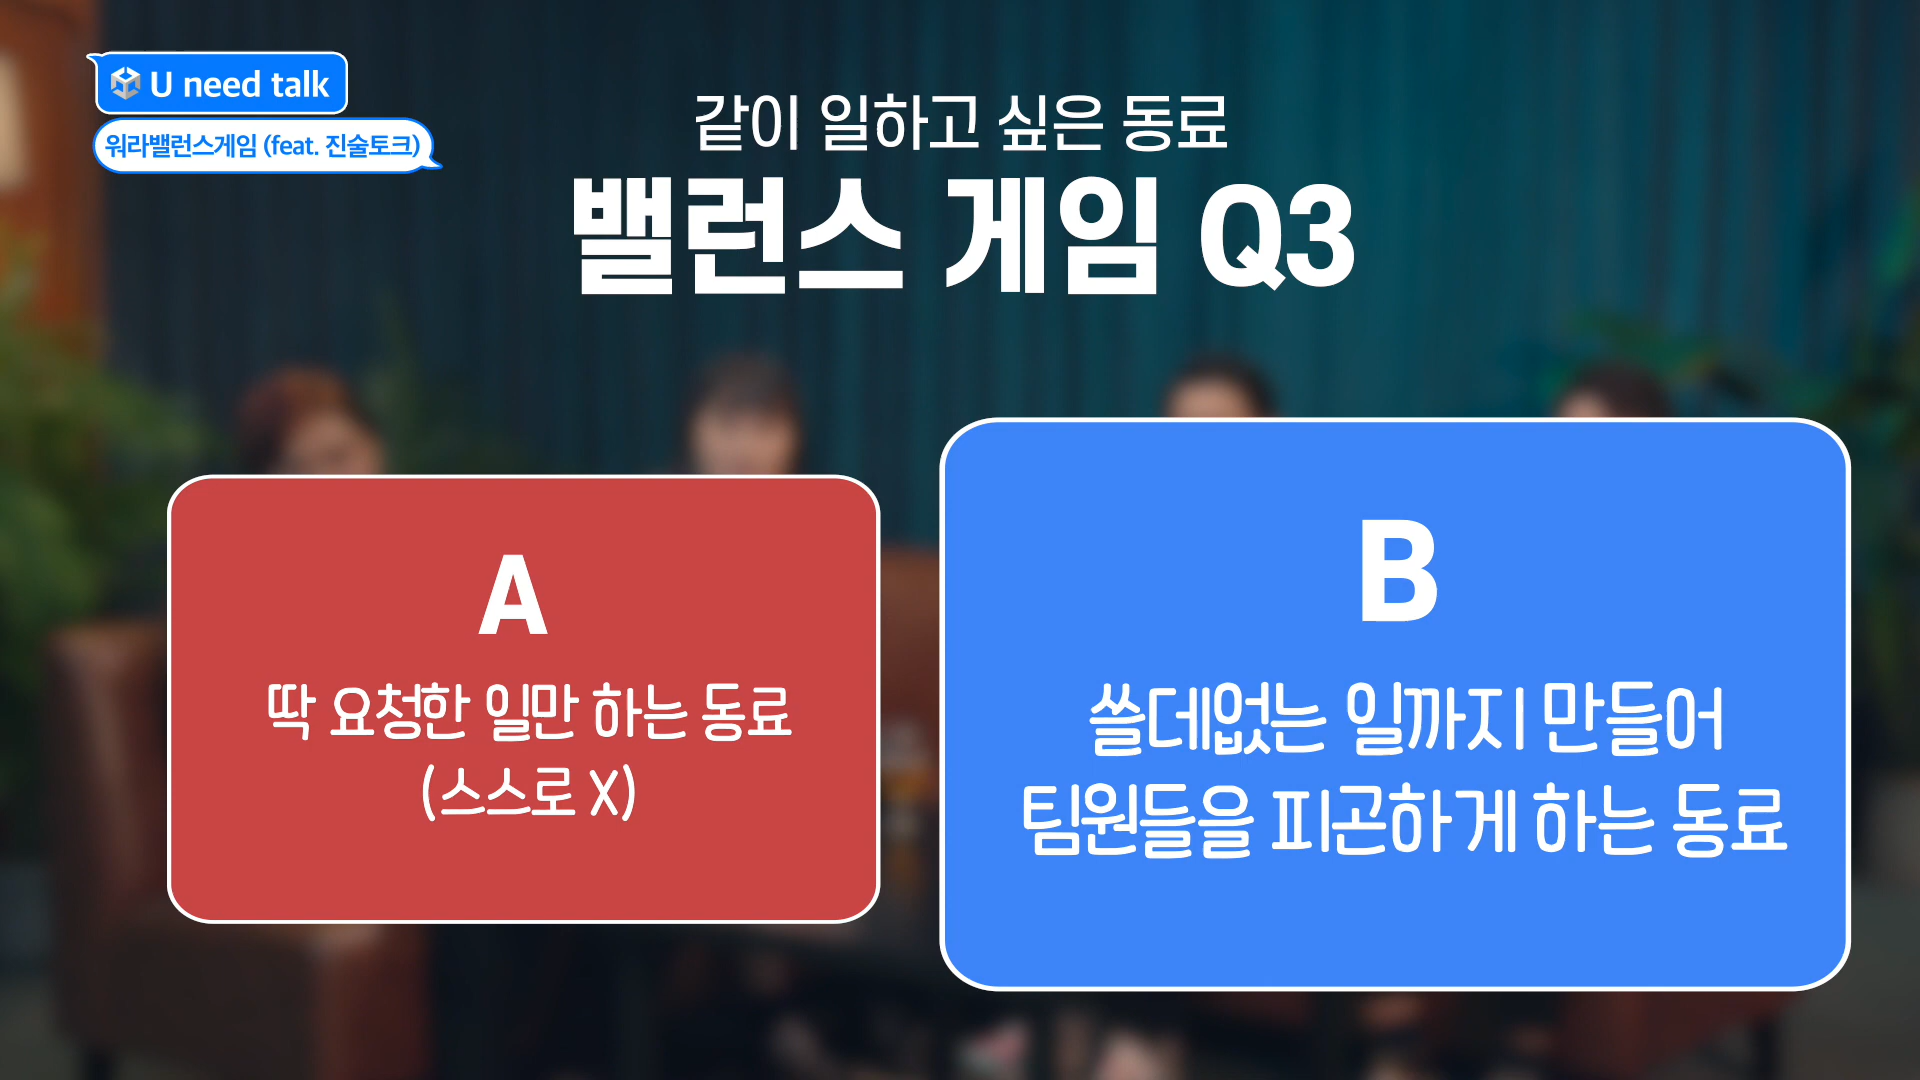 U need talk
워라밸런스게임 (feat. 진술토크)
같이 일하고 싶은 동료
밸런스 게임 Q3
A
딱 요청한 일만 하는 동료
(스스로 X)
B
쓸데없는 일까지 만들어
팀원들을 피곤하게 하는 동료